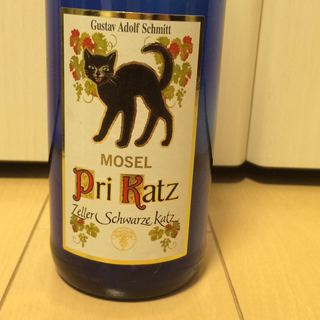 Gustav Adolf Schmitt
MOSEL
Pri Katz
Zeller Schwarze Katz